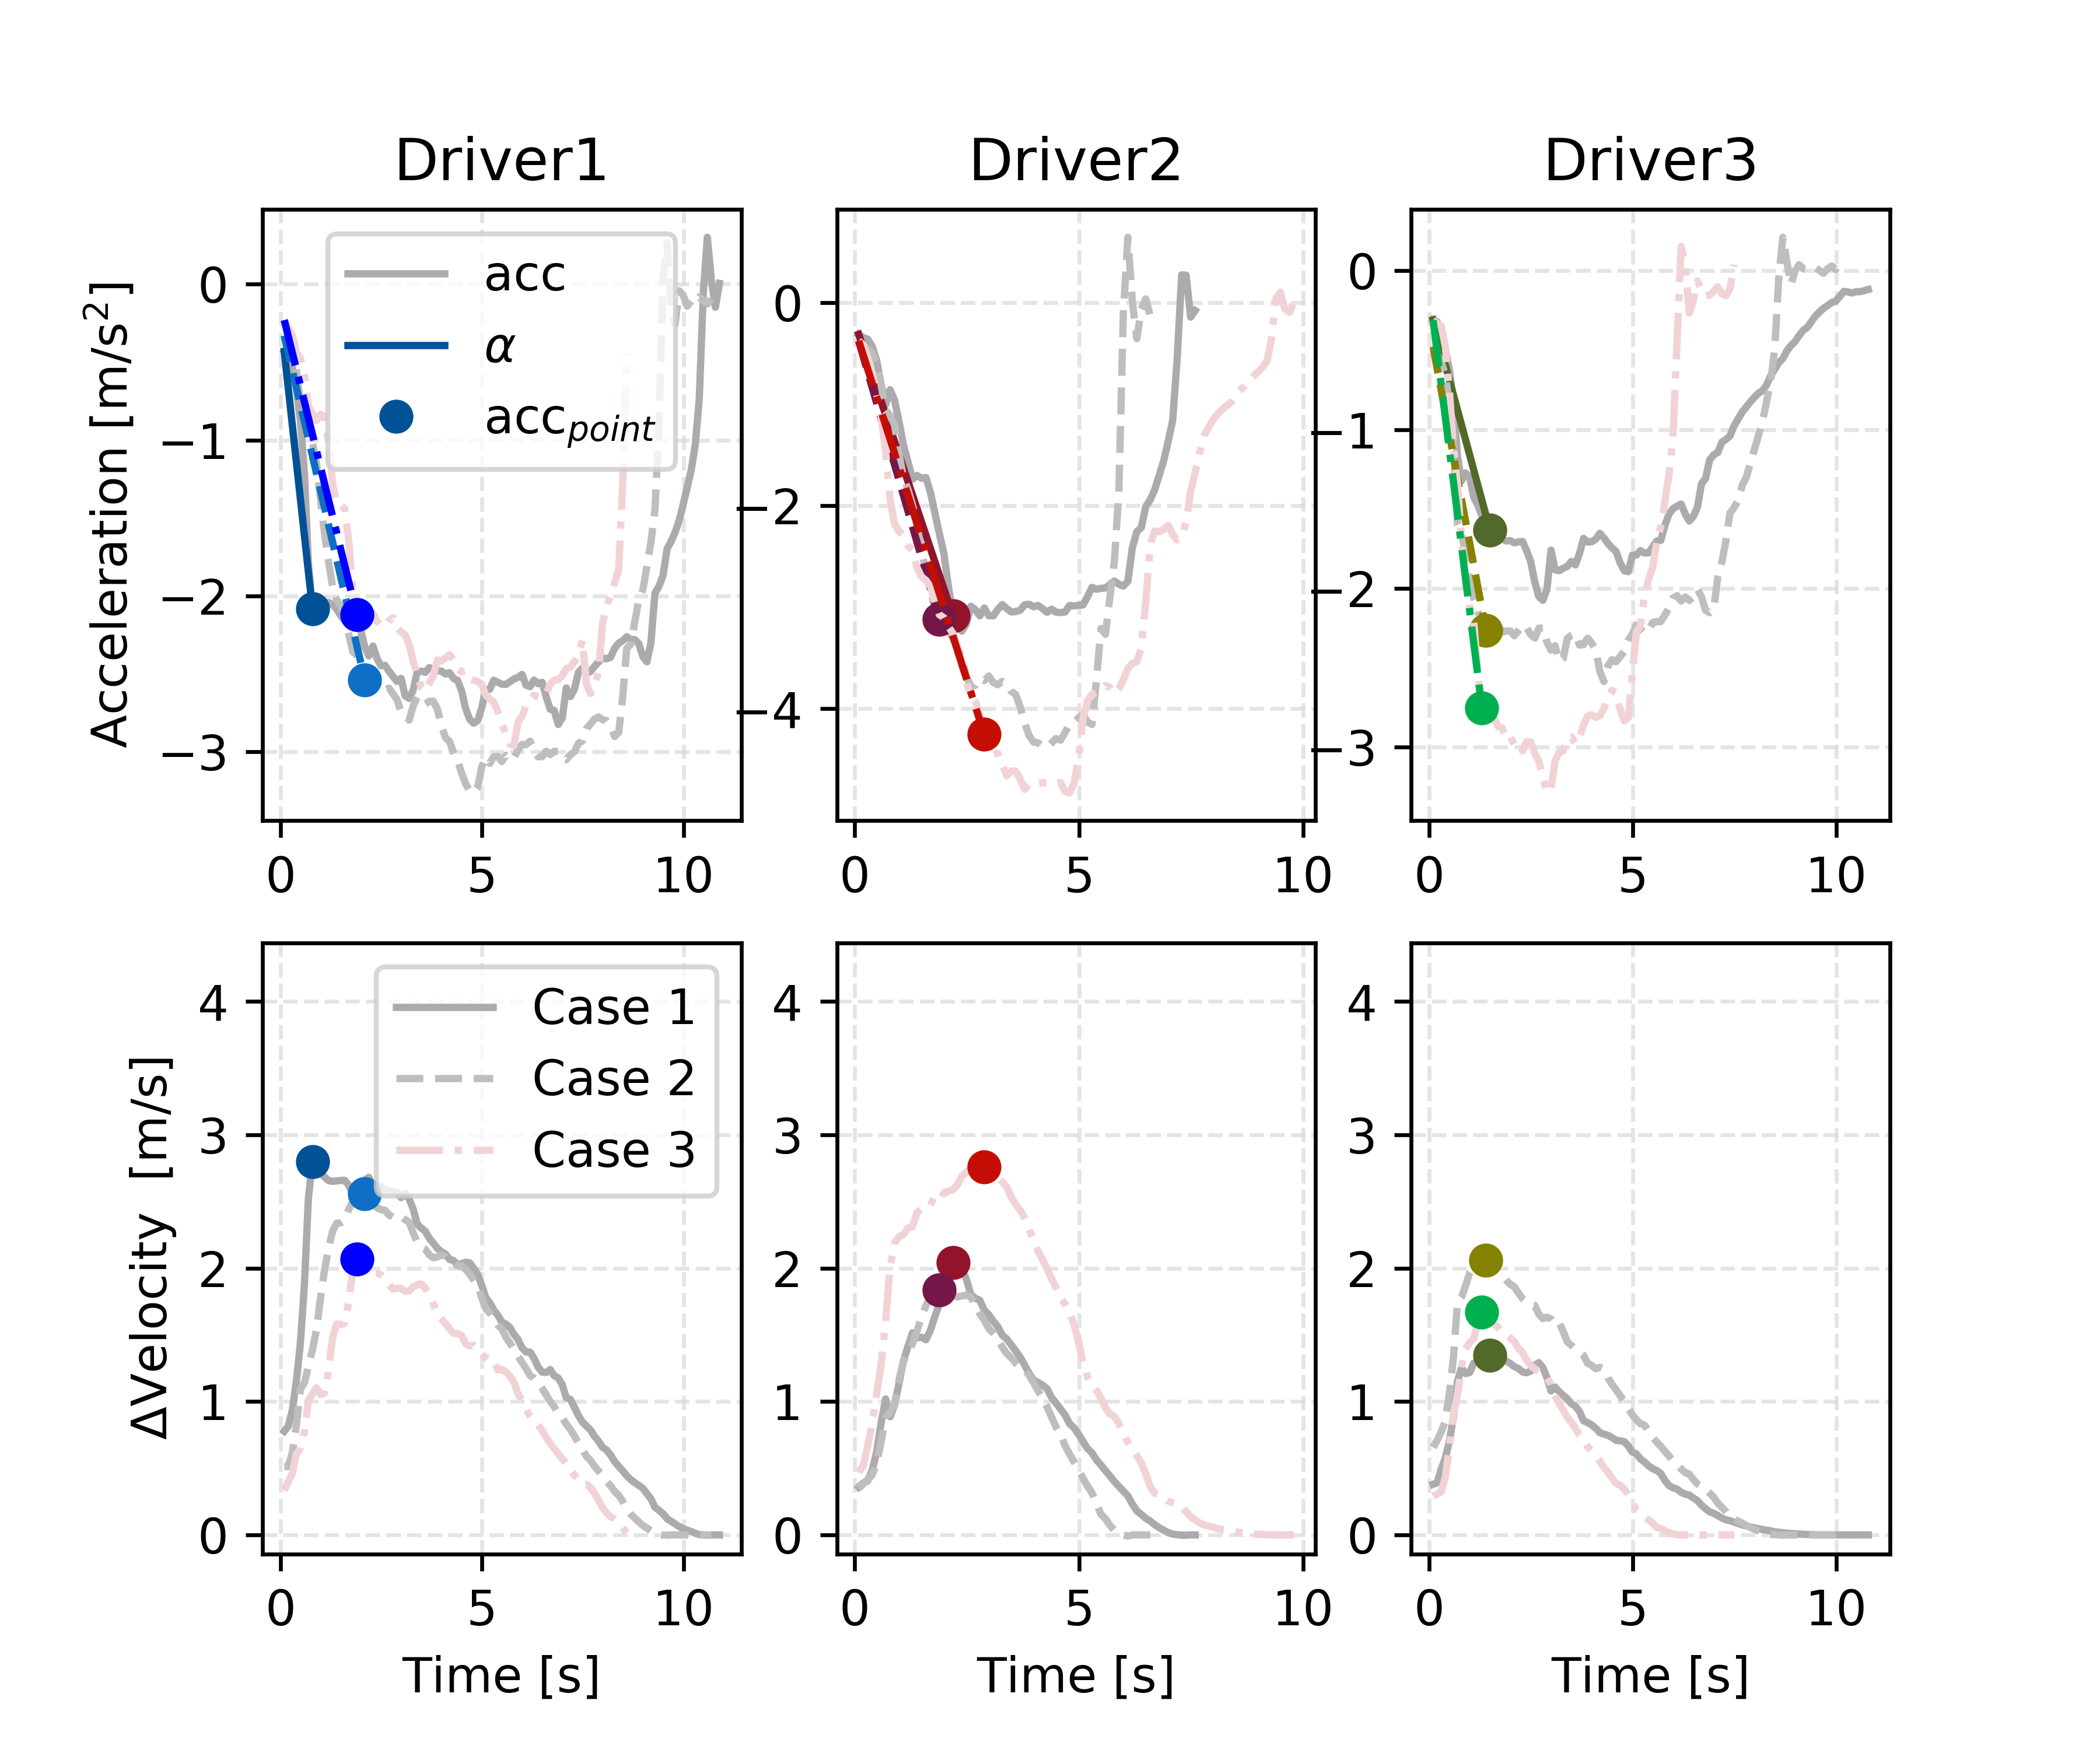 Driver1 Driver2 Driver3
Acceleration [m/s²]
0
−1
−2
−3
acc
α
acc_point
0 5 10
0
−2
−4
0 5 10
0
−1
−2
−3
0 5 10
ΔVelocity [m/s]
4
3
2
1
0
Case 1
Case 2
Case 3
0 5 10
Time [s]
4
3
2
1
0
0 5 10
Time [s]
4
3
2
1
0
0 5 10
Time [s]